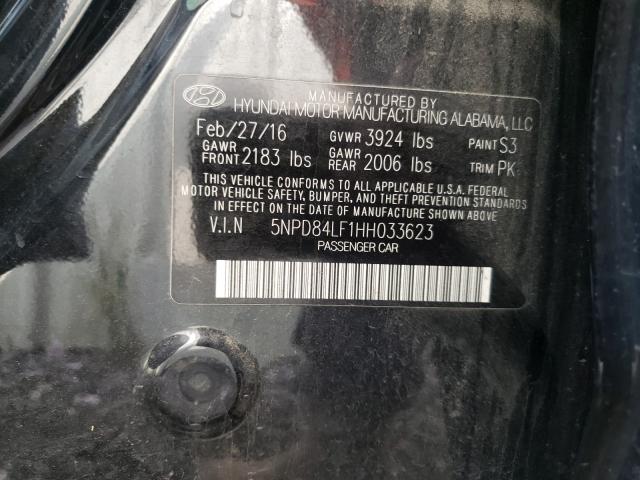 MANUFACTURED BY
HYUNDAI MOTOR MANUFACTURING ALABAMA, LLC
Feb/27/16 GVWR 3924 lbs PAINT S3
GAWR FRONT 2183 lbs GAWR REAR 2006 lbs TRIM PK
THIS VEHICLE CONFORMS TO ALL APPLICABLE U.S.A. FEDERAL
MOTOR VEHICLE SAFETY, BUMPER, AND THEFT PREVENTION STANDARDS
IN EFFECT ON THE DATE OF MANUFACTURE SHOWN ABOVE.
V.I.N 5NPD84LF1HH033623
PASSENGER CAR